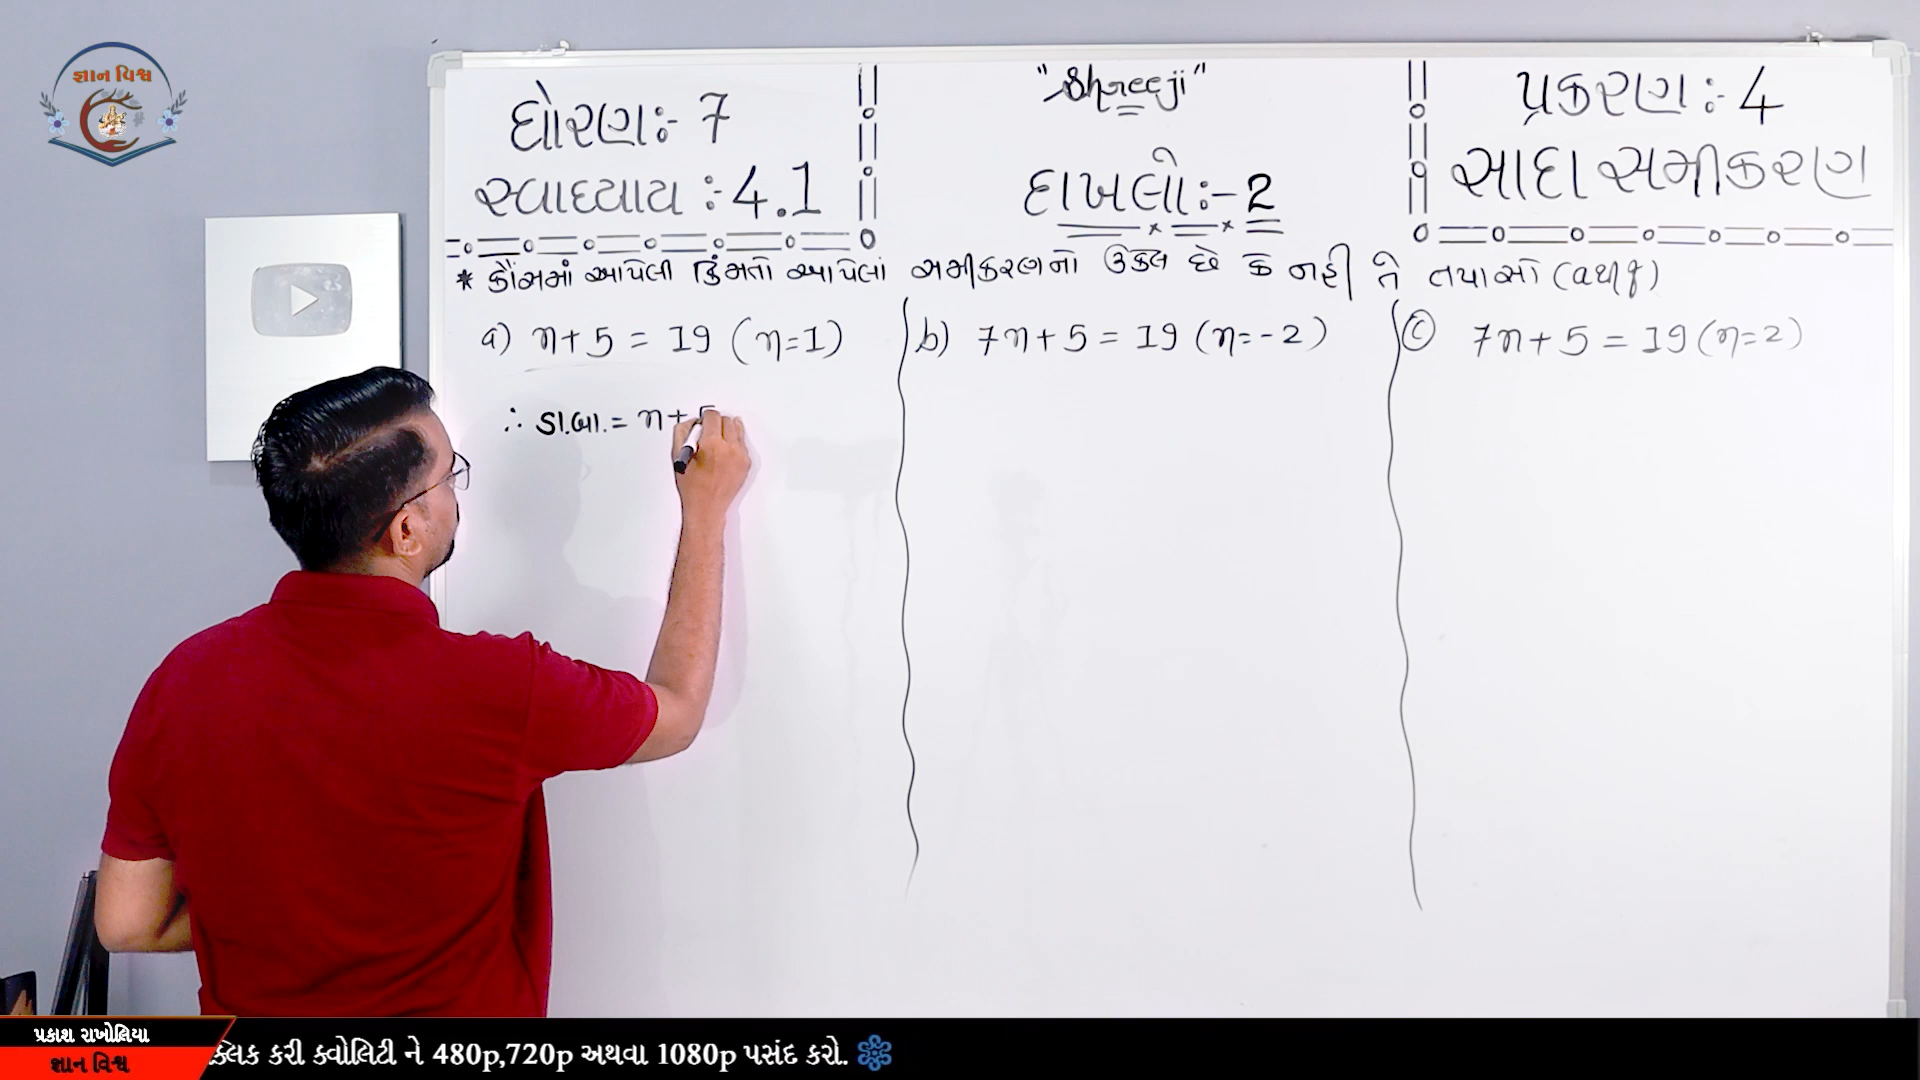 જ્ઞાન વિશ્વ
"Shreeji"
ધોરણ:- 7
સ્વાધ્યાય :- 4.1
દાખલો:- 2
પ્રકરણ :- 4
સાદા સમીકરણ
* કૌંસમાં આપેલી કિંમતો આપેલાં સમીકરણનો ઉકેલ છે કે નહી તે તપાસો (a થી f)
a) n + 5 = 19 (n=1)
b) 7n + 5 = 19 (n=-2)
c) 7n + 5 = 19 (n=2)
∴ ડા.બા. = n + 5
પ્રકાશ રાખોલિયા
જ્ઞાન વિશ્વ
ક્લિક કરી ક્વોલિટી ને 480p,720p અથવા 1080p પસંદ કરો.